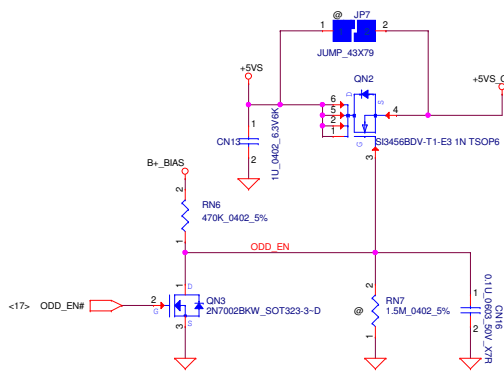 @ JP7
1 2
JUMP_43X79
+5VS
QN2
+5VS_O
D S
6
5
2
1
4
G
3
SI3456BDV-T1-E3 1N TSOP6
1
CN13
2
1U_0402_6.3V6K
B+_BIAS
2
RN6
470K_0402_5%
1
ODD_EN
1
D
QN3
2N7002BKW_SOT323-3~D
<17> ODD_EN#
2
G
3
S
2
RN7
@ 1.5M_0402_5%
1
1
CN16
2
0.1U_0603_50V_X7R